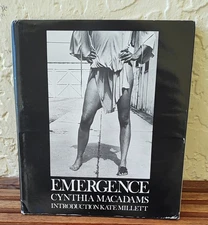 EMERGENCE
CYNTHIA MACADAMS
INTRODUCTION KATE MILLETT